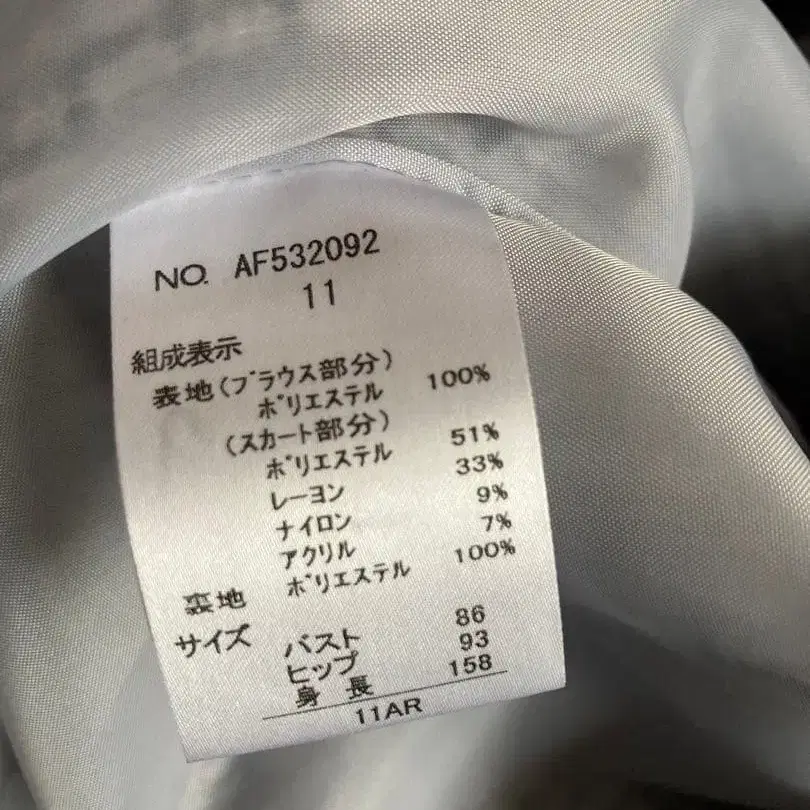 NO. AF532092
11
組成表示
表地(ブラウス部分)
ポリエステル 100%
(スカート部分)
ポリエステル 51%
レーヨン 33%
ナイロン 9%
アクリル 7%
裏地 ポリエステル 100%
サイズ
バスト 86
ヒップ 93
身長 158
11AR